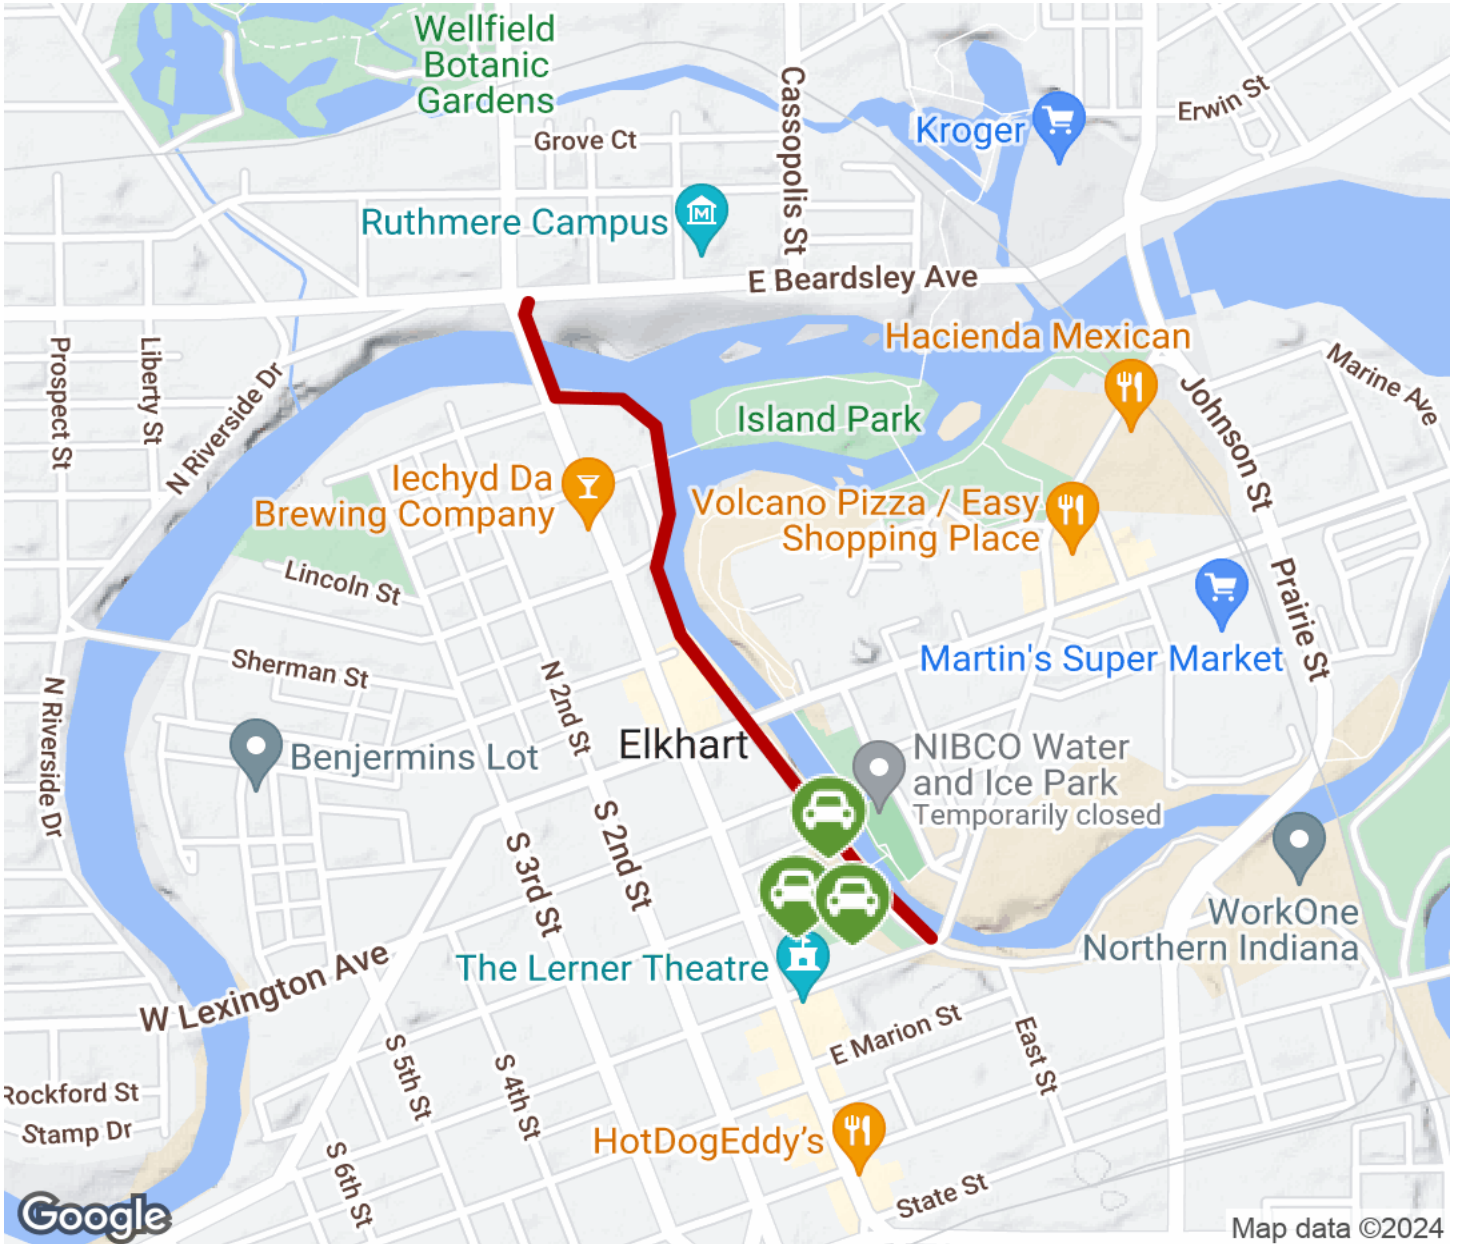 Wellfield
Botanic
Gardens
Cassopolis St
Erwin St
Kroger
Grove Ct
Ruthmere Campus
E Beardsley Ave
Hacienda Mexican
Prospect St
Liberty St
N Riverside Dr
Marine Ave
Johnson St
Island Park
Iechyd Da
Brewing Company
Volcano Pizza / Easy
Shopping Place
Lincoln St
Prairie St
Sherman St
Martin's Super Market
N 2nd St
N Riverside Dr
Elkhart
Benjermins Lot
NIBCO Water
and Ice Park
Temporarily closed
S 2nd St
S 3rd St
WorkOne
Northern Indiana
The Lerner Theatre
W Lexington Ave
E Marion St
East St
S 5th St
S 4th St
Rockford St
Stamp Dr
HotDogEddy's
S 6th St
State St
Google
Map data ©2024